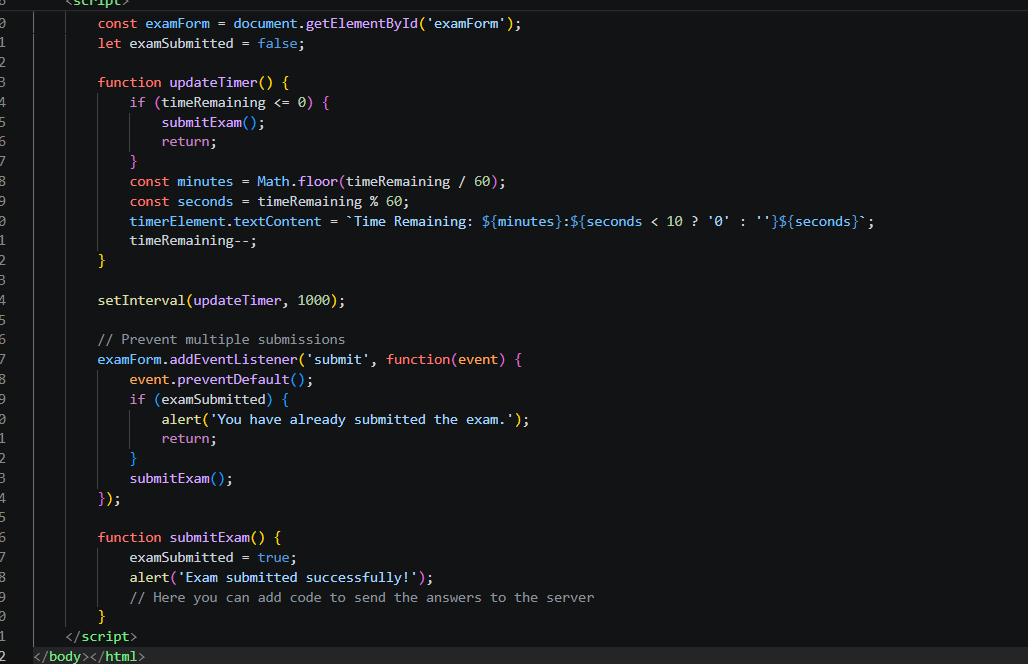 <script>
const examForm = document.getElementById('examForm');
let examSubmitted = false;
function updateTimer() {
if (timeRemaining <= 0) {
submitExam();
return;
}
const minutes = Math.floor(timeRemaining / 60);
const seconds = timeRemaining % 60;
timerElement.textContent = `Time Remaining: ${minutes}:${seconds < 10 ? '0' : ''}${seconds}`;
timeRemaining--;
}
setInterval(updateTimer, 1000);
// Prevent multiple submissions
examForm.addEventListener('submit', function(event) {
event.preventDefault();
if (examSubmitted) {
alert('You have already submitted the exam.');
return;
}
submitExam();
});
function submitExam() {
examSubmitted = true;
alert('Exam submitted successfully!');
// Here you can add code to send the answers to the server
}
</script>
</body></html>